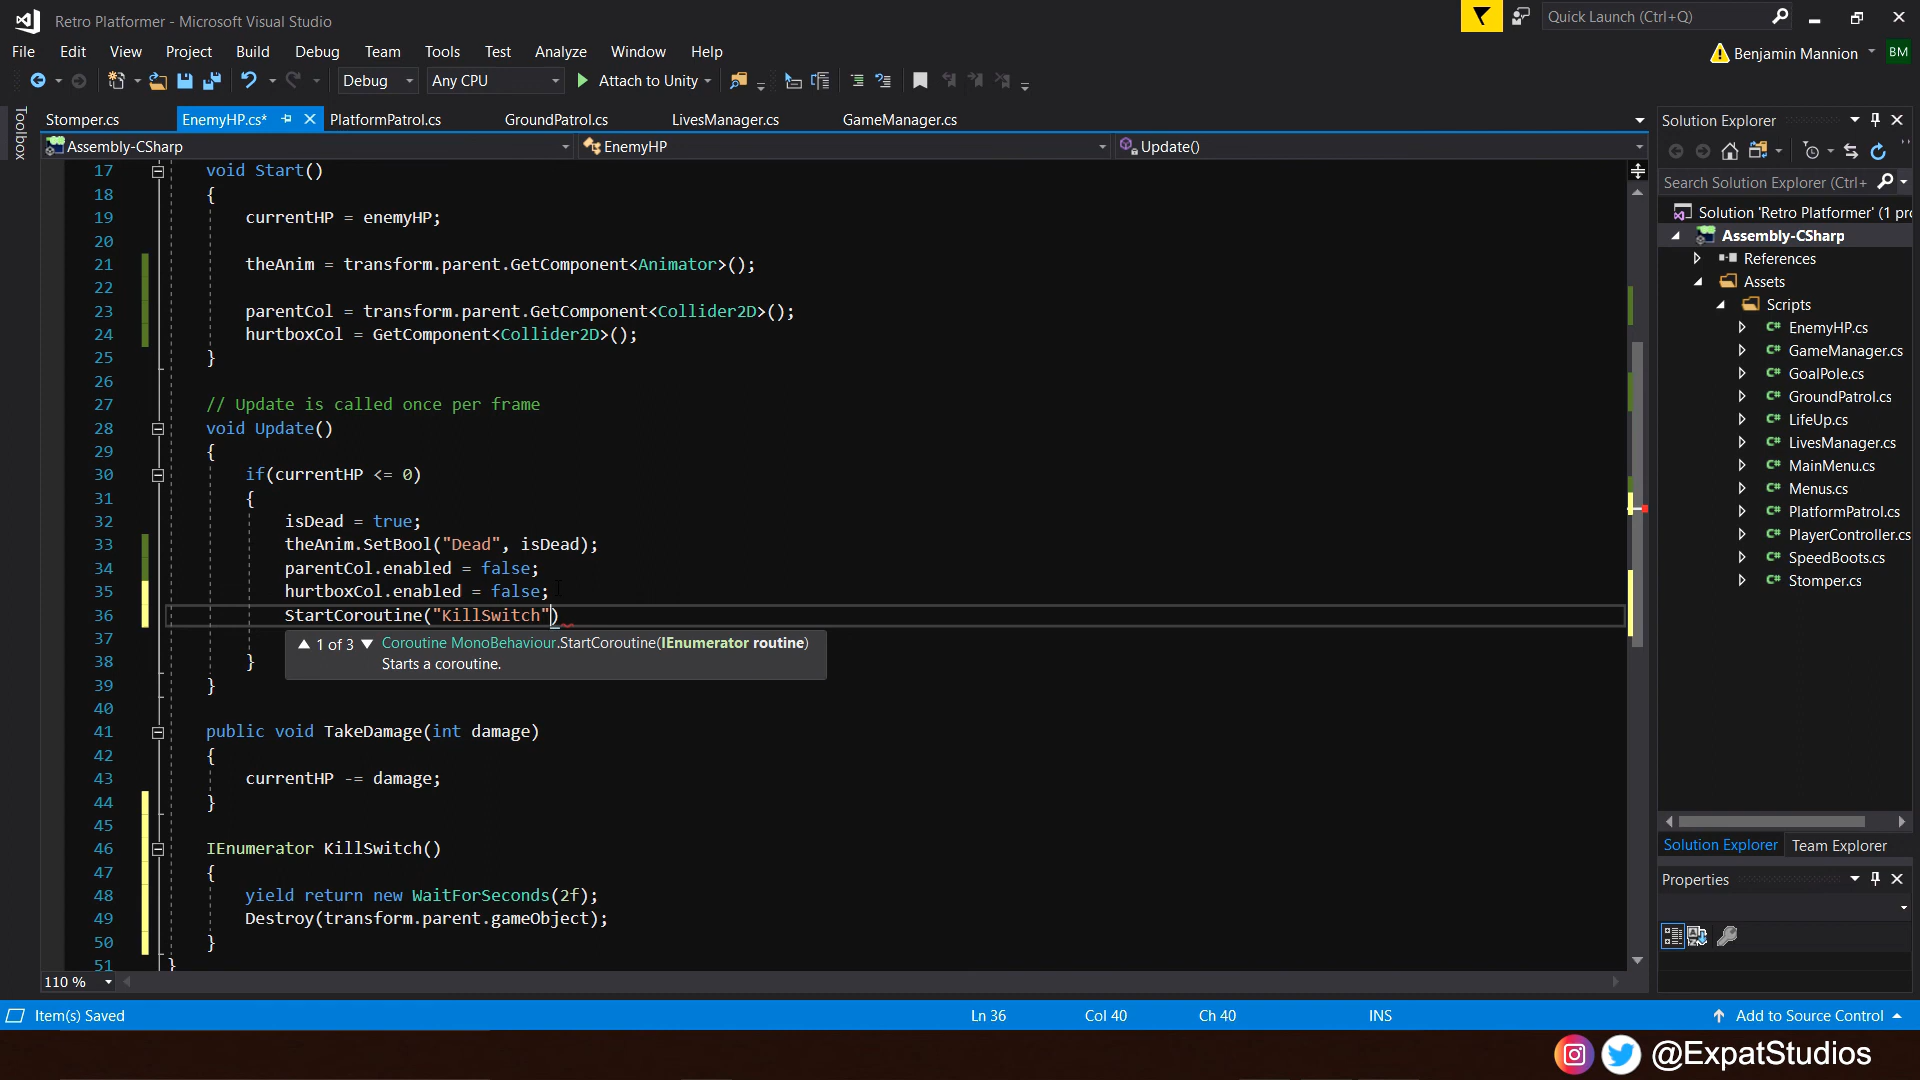 Retro Platformer - Microsoft Visual Studio
Quick Launch (Ctrl+Q)
File Edit View Project Build Debug Team Tools Test Analyze Window Help
Benjamin Mannion BM
Debug Any CPU Attach to Unity
Toolbox
Stomper.cs EnemyHP.cs* PlatformPatrol.cs GroundPatrol.cs LivesManager.cs GameManager.cs
Assembly-CSharp EnemyHP Update()
17 void Start()
18 {
19 currentHP = enemyHP;
20
21 theAnim = transform.parent.GetComponent<Animator>();
22
23 parentCol = transform.parent.GetComponent<Collider2D>();
24 hurtboxCol = GetComponent<Collider2D>();
25 }
26
27 // Update is called once per frame
28 void Update()
29 {
30 if(currentHP <= 0)
31 {
32 isDead = true;
33 theAnim.SetBool("Dead", isDead);
34 parentCol.enabled = false;
35 hurtboxCol.enabled = false;
36 StartCoroutine("KillSwitch")
37
1 of 3 Coroutine MonoBehaviour.StartCoroutine(IEnumerator routine)
Starts a coroutine.
38 }
39 }
40
41 public void TakeDamage(int damage)
42 {
43 currentHP -= damage;
44 }
45
46 IEnumerator KillSwitch()
47 {
48 yield return new WaitForSeconds(2f);
49 Destroy(transform.parent.gameObject);
50 }
51 }
110 %
Solution Explorer
Search Solution Explorer (Ctrl+
Solution 'Retro Platformer' (1 pro
Assembly-CSharp
References
Assets
Scripts
C# EnemyHP.cs
C# GameManager.cs
C# GoalPole.cs
C# GroundPatrol.cs
C# LifeUp.cs
C# LivesManager.cs
C# MainMenu.cs
C# Menus.cs
C# PlatformPatrol.cs
C# PlayerController.cs
C# SpeedBoots.cs
C# Stomper.cs
Solution Explorer Team Explorer
Properties
Item(s) Saved Ln 36 Col 40 Ch 40 INS Add to Source Control
@ExpatStudios